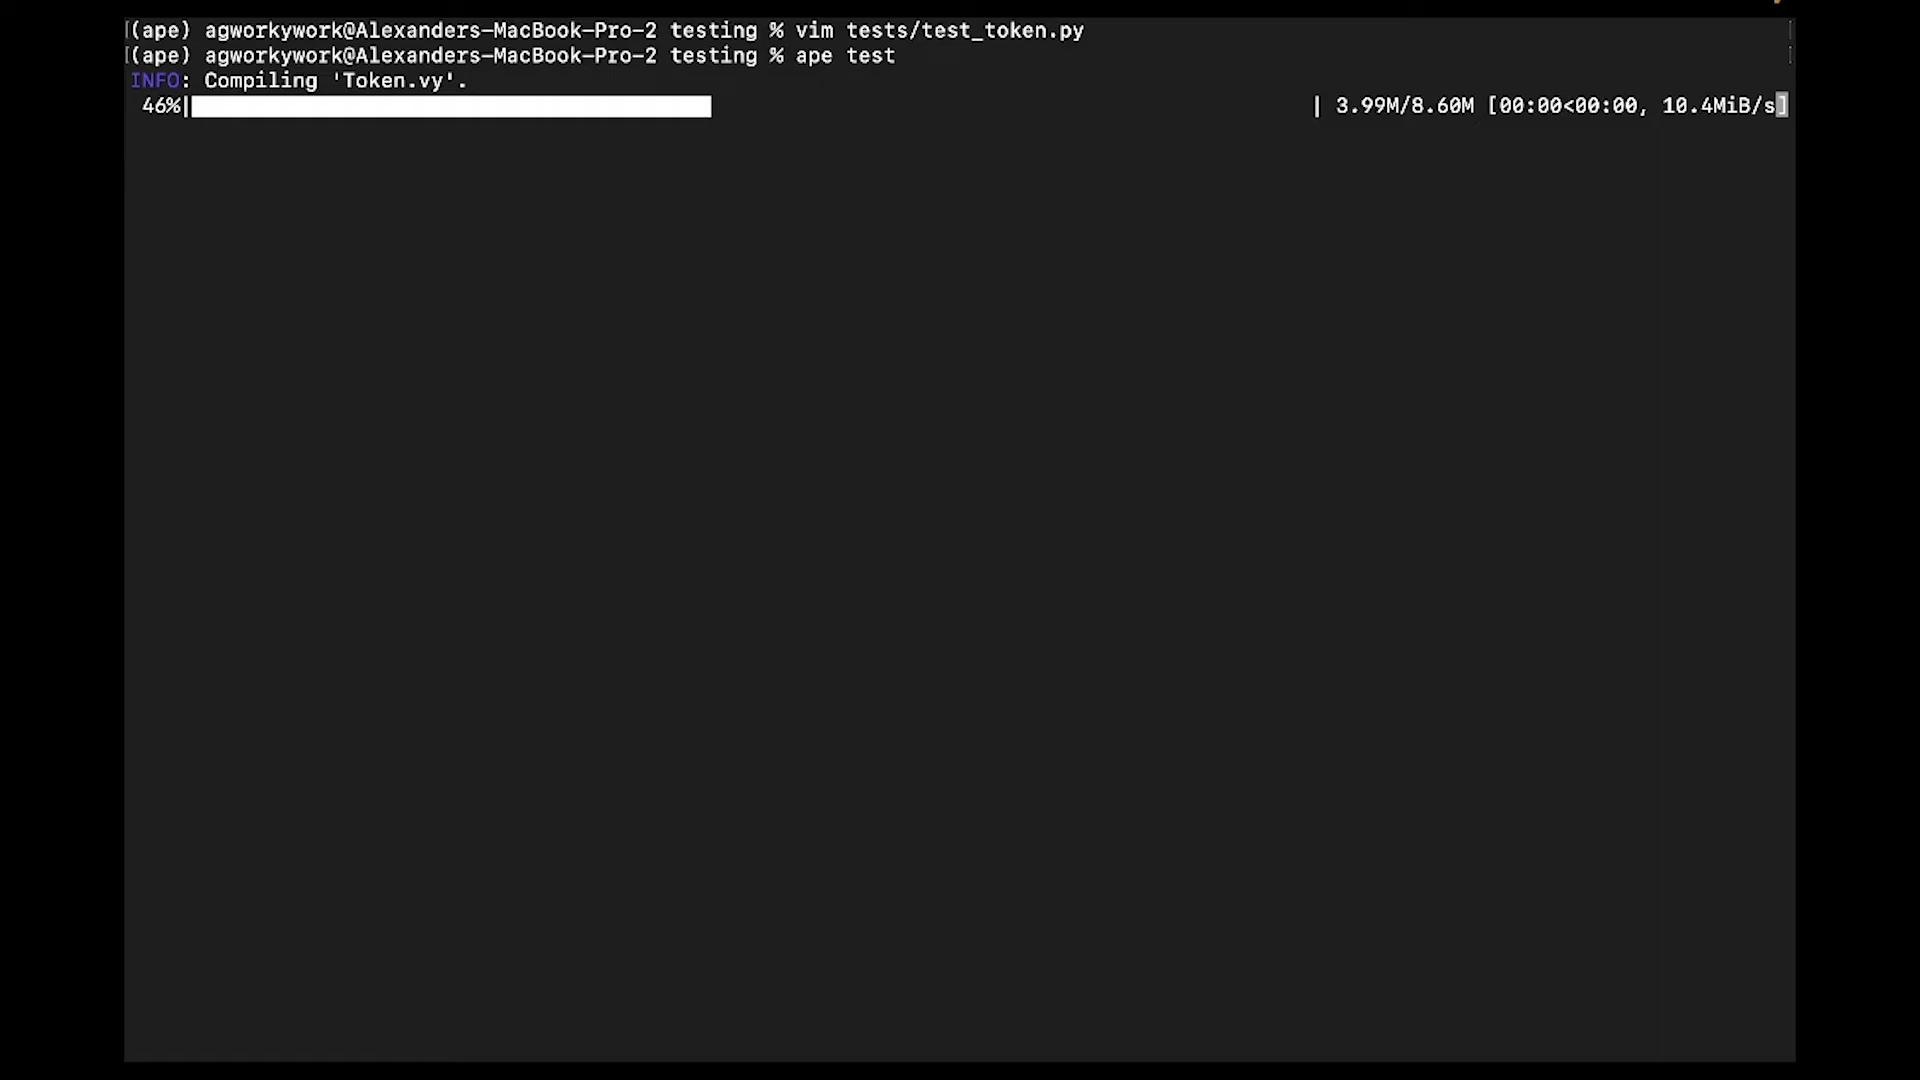 [(ape) agworkywork@Alexanders-MacBook-Pro-2 testing % vim tests/test_token.py ]
[(ape) agworkywork@Alexanders-MacBook-Pro-2 testing % ape test ]
INFO: Compiling 'Token.vy'.
46%| | 3.99M/8.60M [00:00<00:00, 10.4MiB/s]